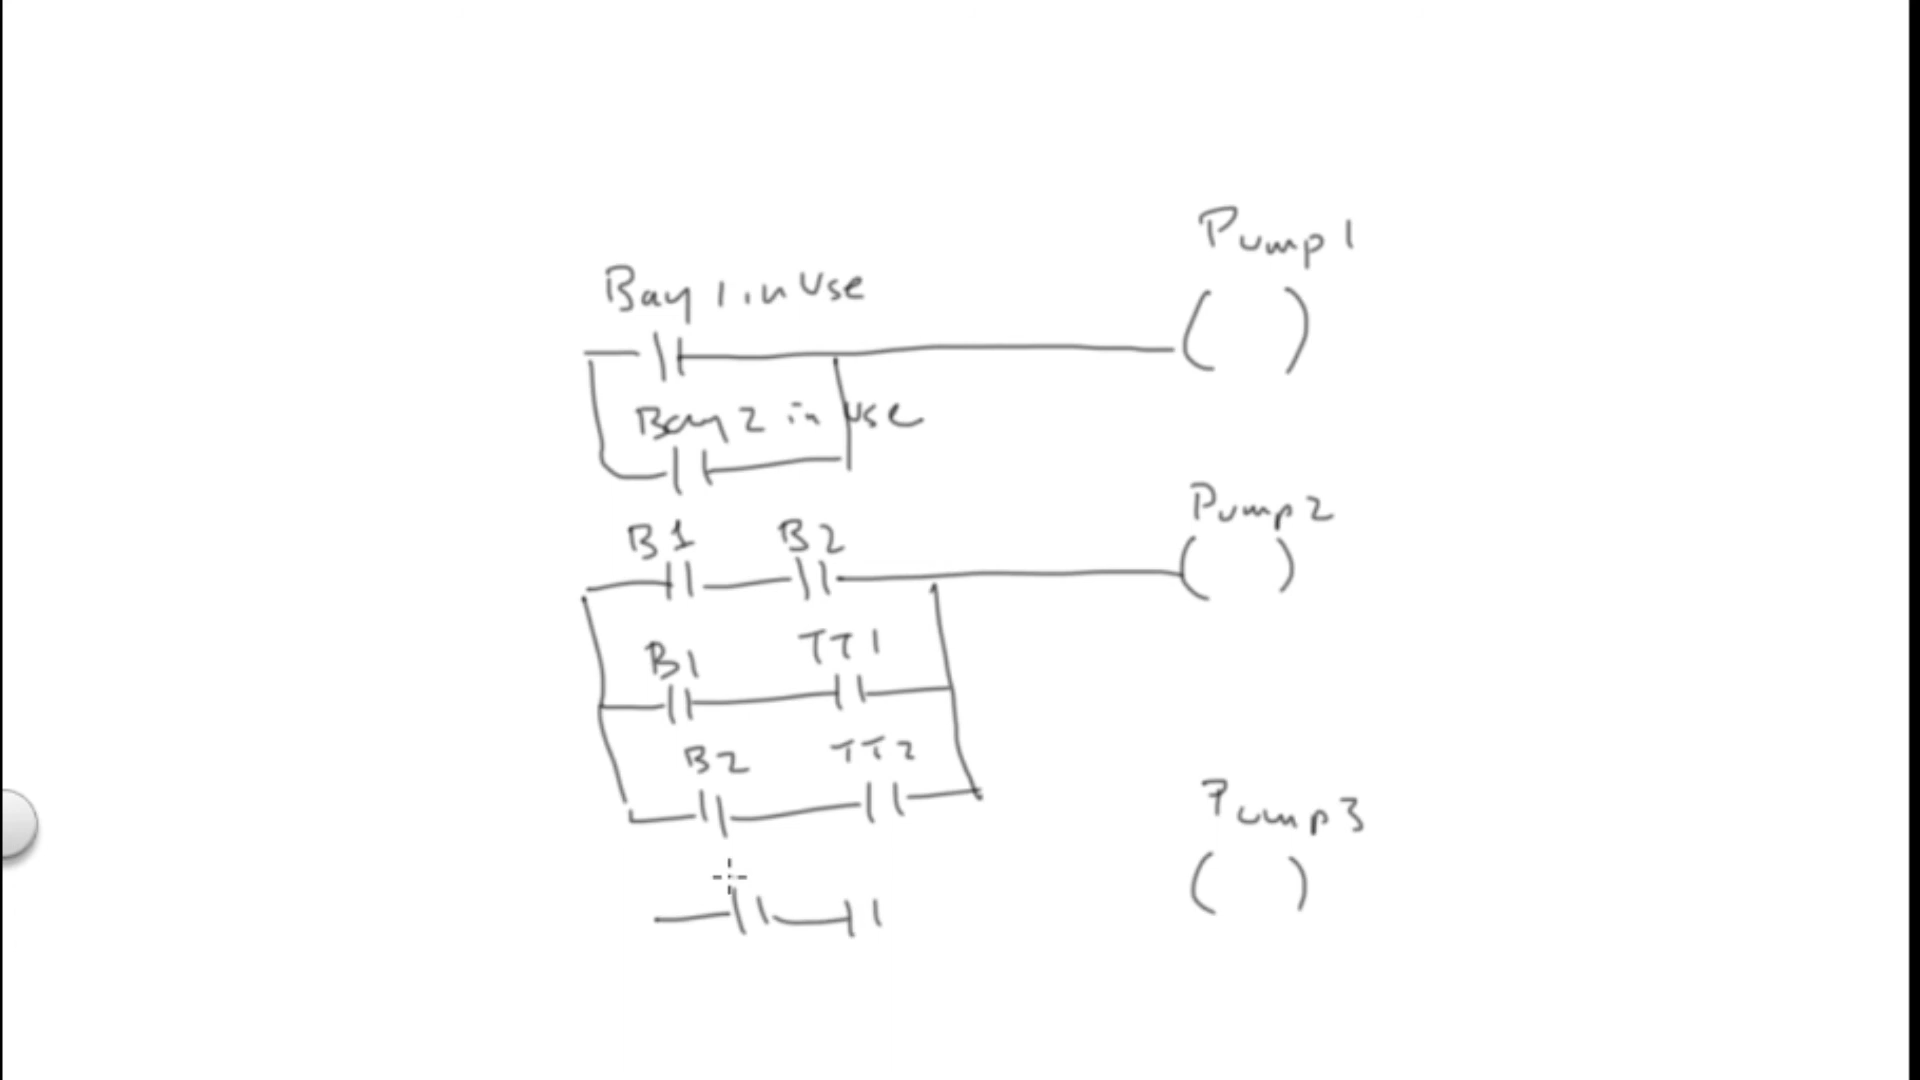 Pump 1
Bay 1 in Use
Bay 2 in Use
Pump 2
B1 B2
B1 TT1
B2 TT2
Pump 3